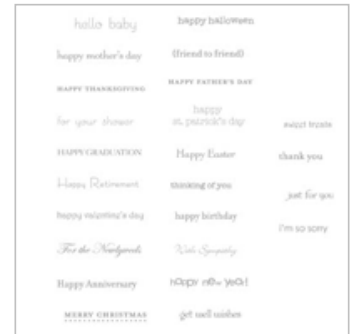 hello baby
happy halloween
happy mother's day
(friend to friend)
HAPPY THANKSGIVING
HAPPY FATHER'S DAY
for your shower
happy
st. patrick's day
sweet treats
HAPPY GRADUATION
Happy Easter
thank you
Happy Retirement
thinking of you
just for you
happy valentine's day
happy birthday
I'm so sorry
For the Newlyweds
With Sympathy
Happy Anniversary
happy new year!
MERRY CHRISTMAS
get well wishes